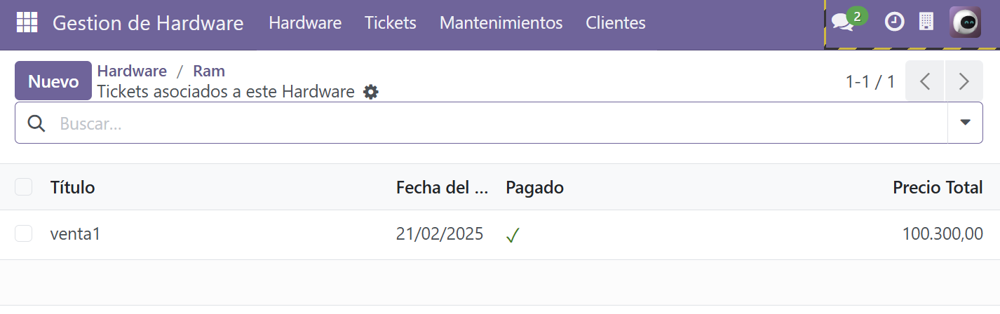 Gestion de Hardware Hardware Tickets Mantenimientos Clientes 2
Nuevo Hardware / Ram
Tickets asociados a este Hardware 1-1 / 1
Buscar...
Título Fecha del ... Pagado Precio Total
venta1 21/02/2025 100.300,00